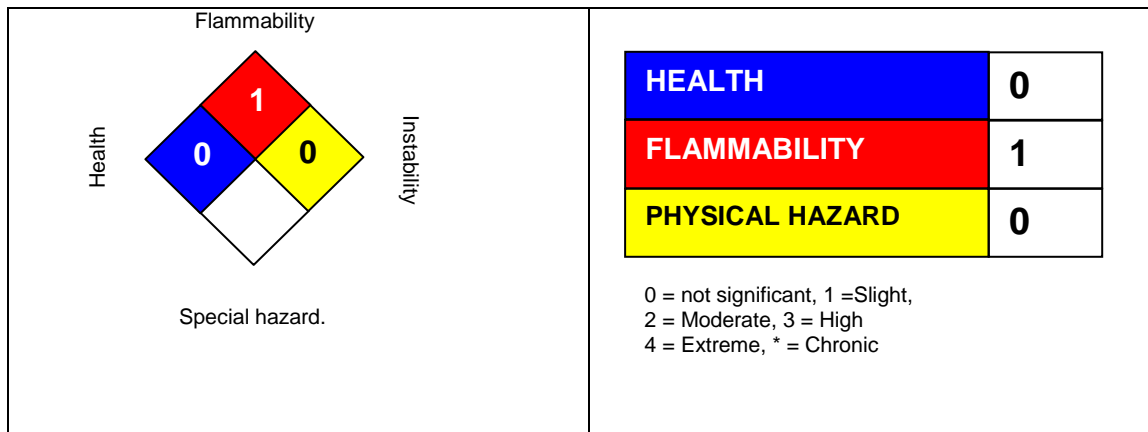 Flammability
1
Health
0
0
Instability
Special hazard.
HEALTH 0
FLAMMABILITY 1
PHYSICAL HAZARD 0
0 = not significant, 1 =Slight,
2 = Moderate, 3 = High
4 = Extreme, * = Chronic